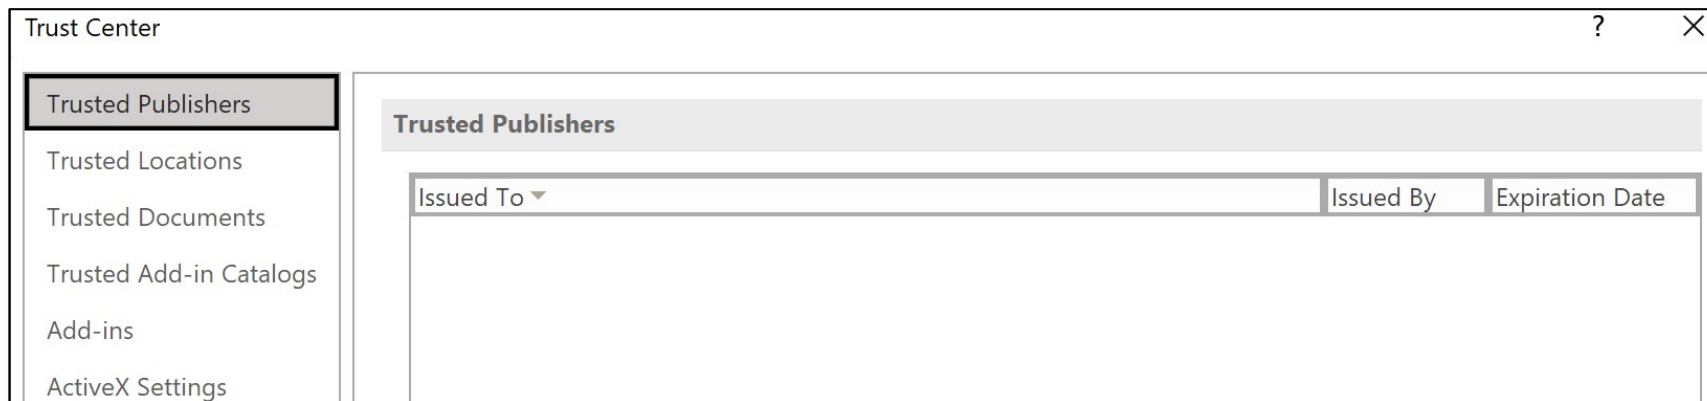 Trust Center ?
Trusted Publishers
Trusted Locations
Trusted Documents
Trusted Add-in Catalogs
Add-ins
ActiveX Settings
Trusted Publishers
Issued To Issued By Expiration Date